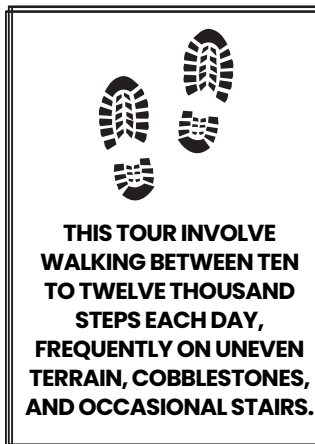 THIS TOUR INVOLVE
WALKING BETWEEN TEN
TO TWELVE THOUSAND
STEPS EACH DAY,
FREQUENTLY ON UNEVEN
TERRAIN, COBBLESTONES,
AND OCCASIONAL STAIRS.